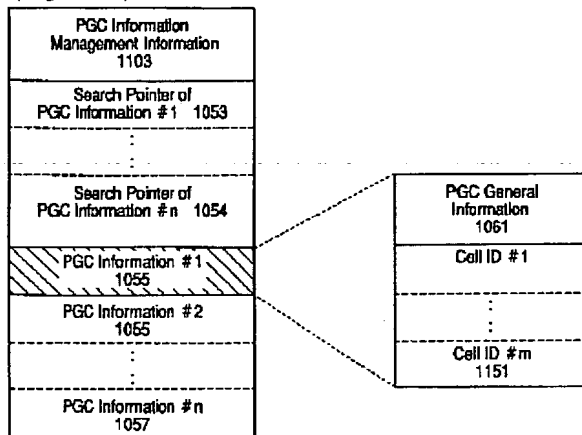 PGC Information
Management Information
1103
Search Pointer of
PGC Information #1 1053
Search Pointer of
PGC Information #n 1054
PGC Information #1
1055
PGC Information #2
1055
PGC Information #n
1057
PGC General
Information
1061
Cell ID #1
Cell ID #m
1151